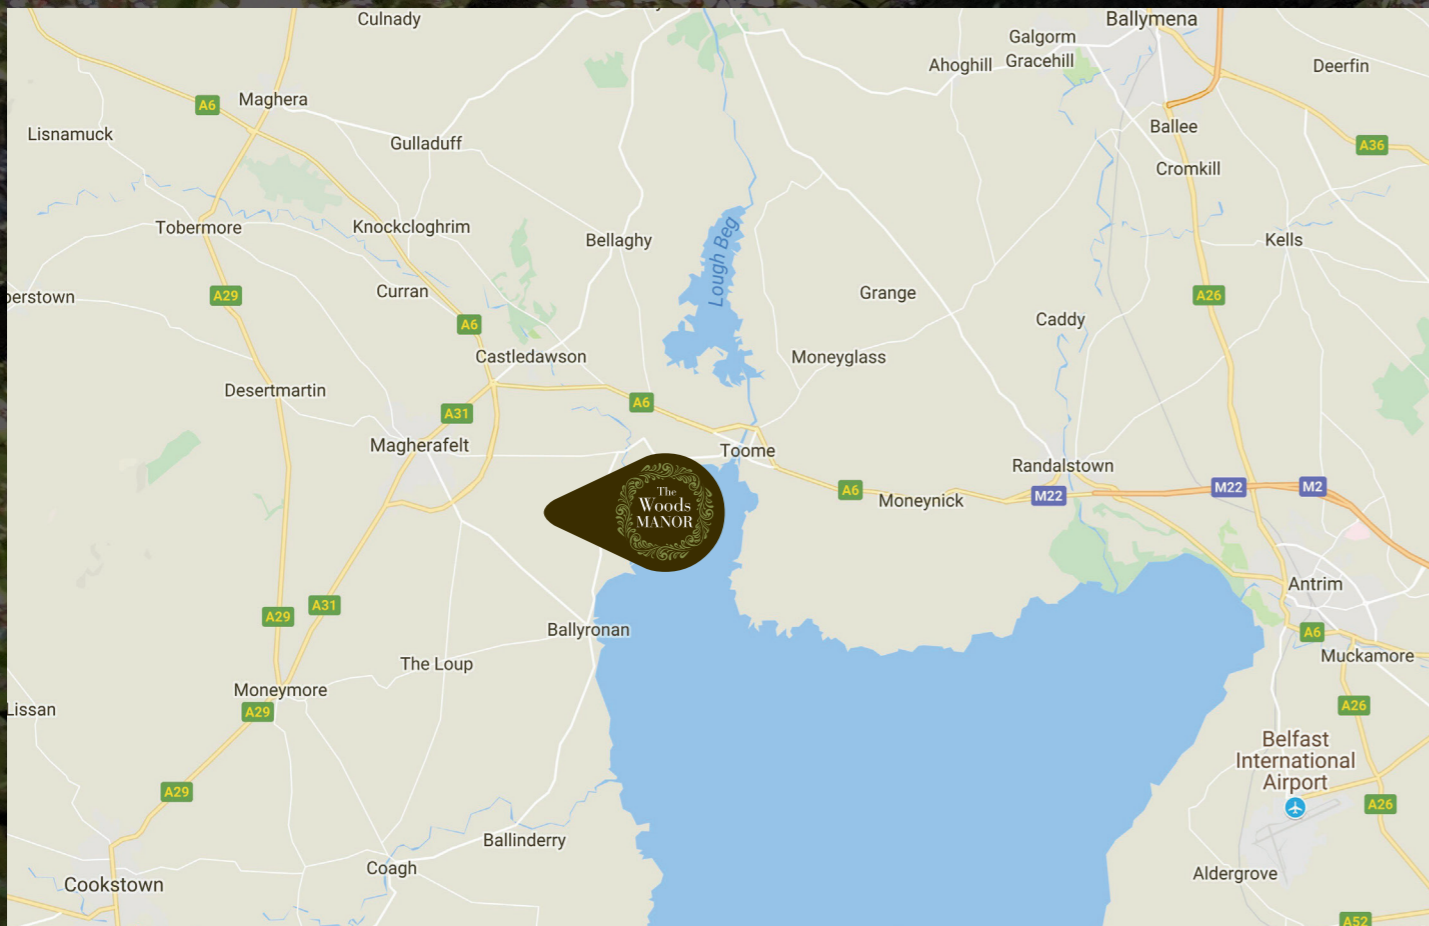 Culnady
Ballymena
Galgorm
Gracehill
Ahoghill
Deerfin
A6
Maghera
Lisnamuck
Gulladuff
Ballee
A36
Cromkill
Tobermore
Knockcloghrim
Bellaghy
Lough Beg
Kells
perstown
A29
Curran
Grange
A26
A6
Caddy
Castledawson
Moneyglass
Desertmartin
A31
A6
Magherafelt
Toome
Randalstown
The
Woods
MANOR
A6
Moneynick
M22
M22
M2
Antrim
A29
A31
Ballyronan
A6
Muckamore
The Loup
Moneymore
Lissan
A29
A26
Belfast
International
Airport
A29
A26
Ballinderry
Coagh
Cookstown
Aldergrove
A52